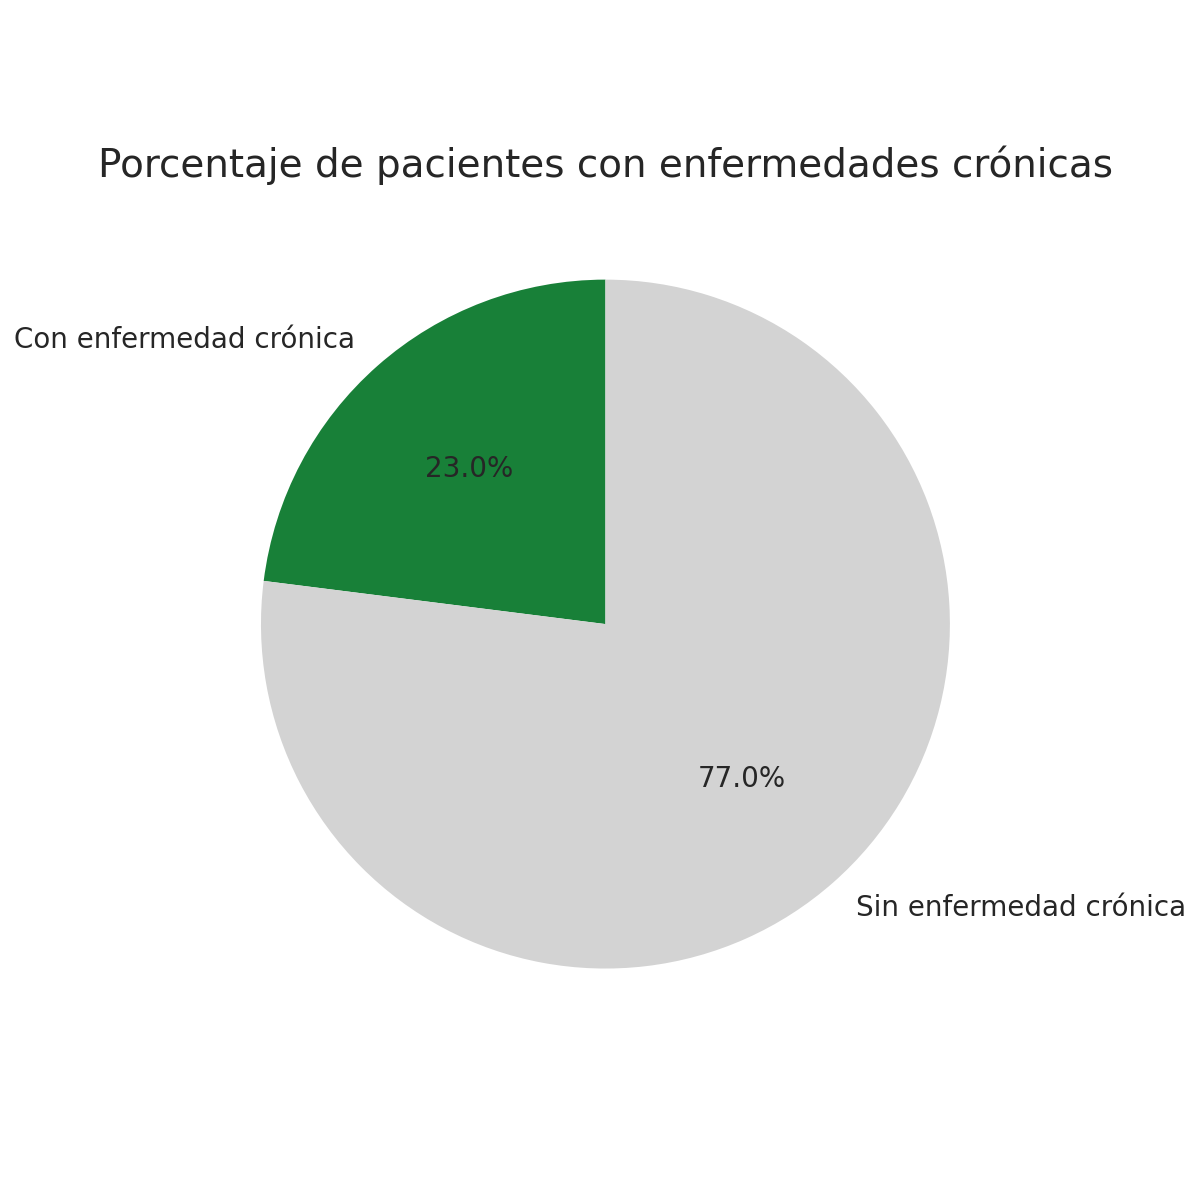 Porcentaje de pacientes con enfermedades crónicas
Con enfermedad crónica
23.0%
77.0%
Sin enfermedad crónica